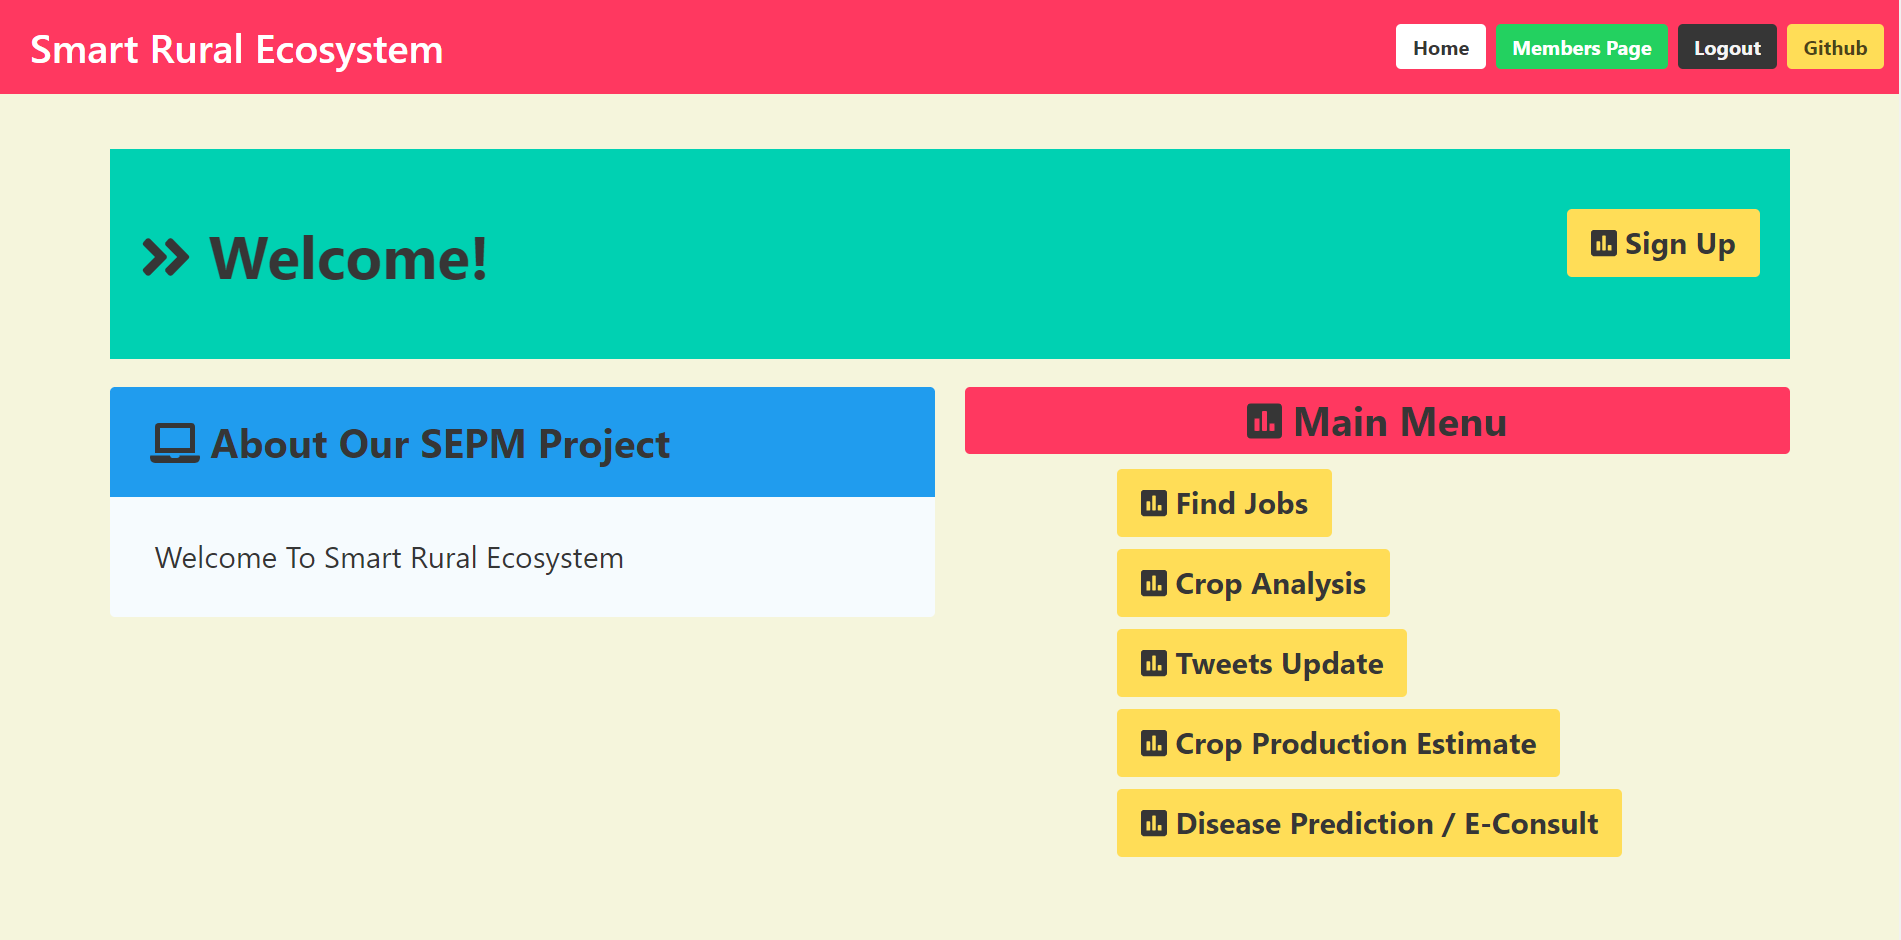 Smart Rural Ecosystem
Home
Members Page
Logout
Github
Welcome!
Sign Up
About Our SEPM Project
Welcome To Smart Rural Ecosystem
Main Menu
Find Jobs
Crop Analysis
Tweets Update
Crop Production Estimate
Disease Prediction / E-Consult